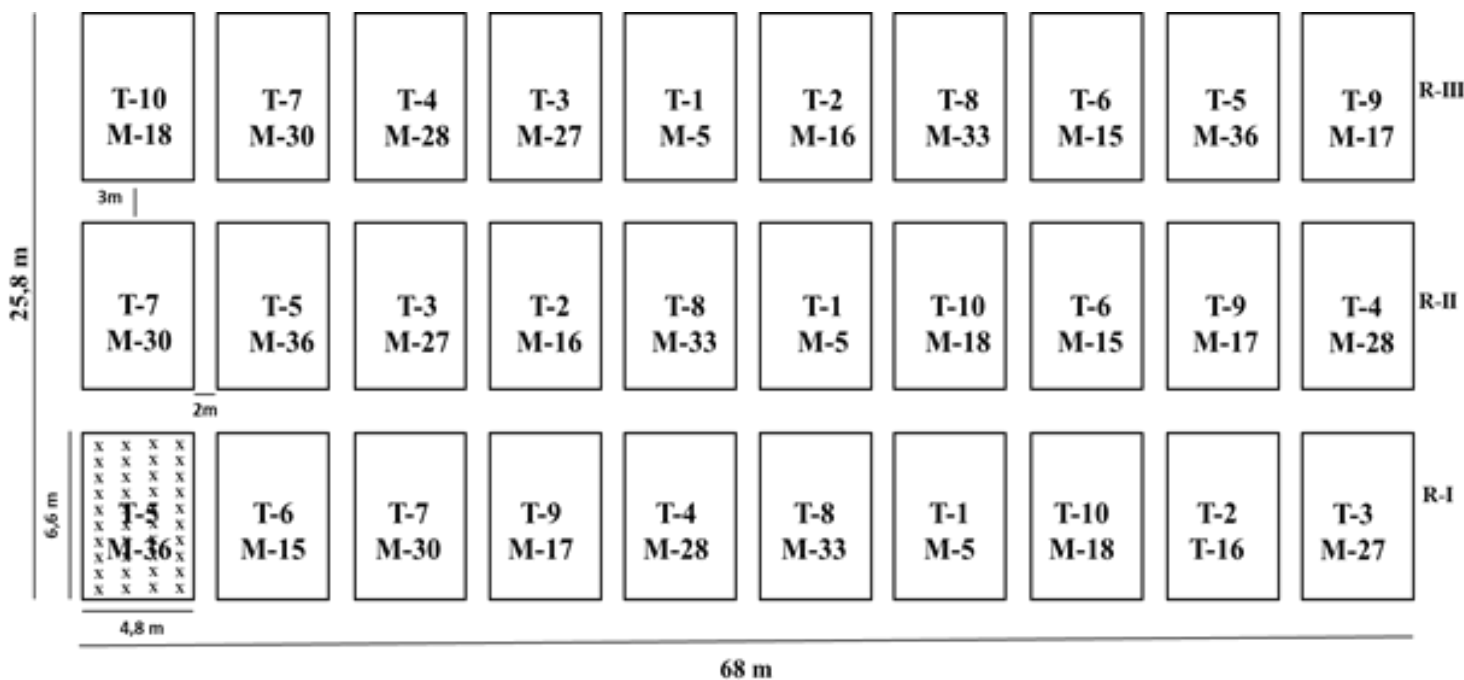 T-10 T-7 T-4 T-3 T-1 T-2 T-8 T-6 T-5 T-9 R-III
M-18 M-30 M-28 M-27 M-5 M-16 M-33 M-15 M-36 M-17
3m
25,8 m
T-7 T-5 T-3 T-2 T-8 T-1 T-10 T-6 T-9 T-4 R-II
M-30 M-36 M-27 M-16 M-33 M-5 M-18 M-15 M-17 M-28
2m
x x x x
x x x x
x x x x
x x x x
x x x x
x x x x
x x x x
x x x x
x x x x
x x x x
6,6 m
T-5 T-6 T-7 T-9 T-4 T-8 T-1 T-10 T-2 T-3 R-I
M-36 M-15 M-30 M-17 M-28 M-33 M-5 M-18 T-16 M-27
4,8 m
68 m